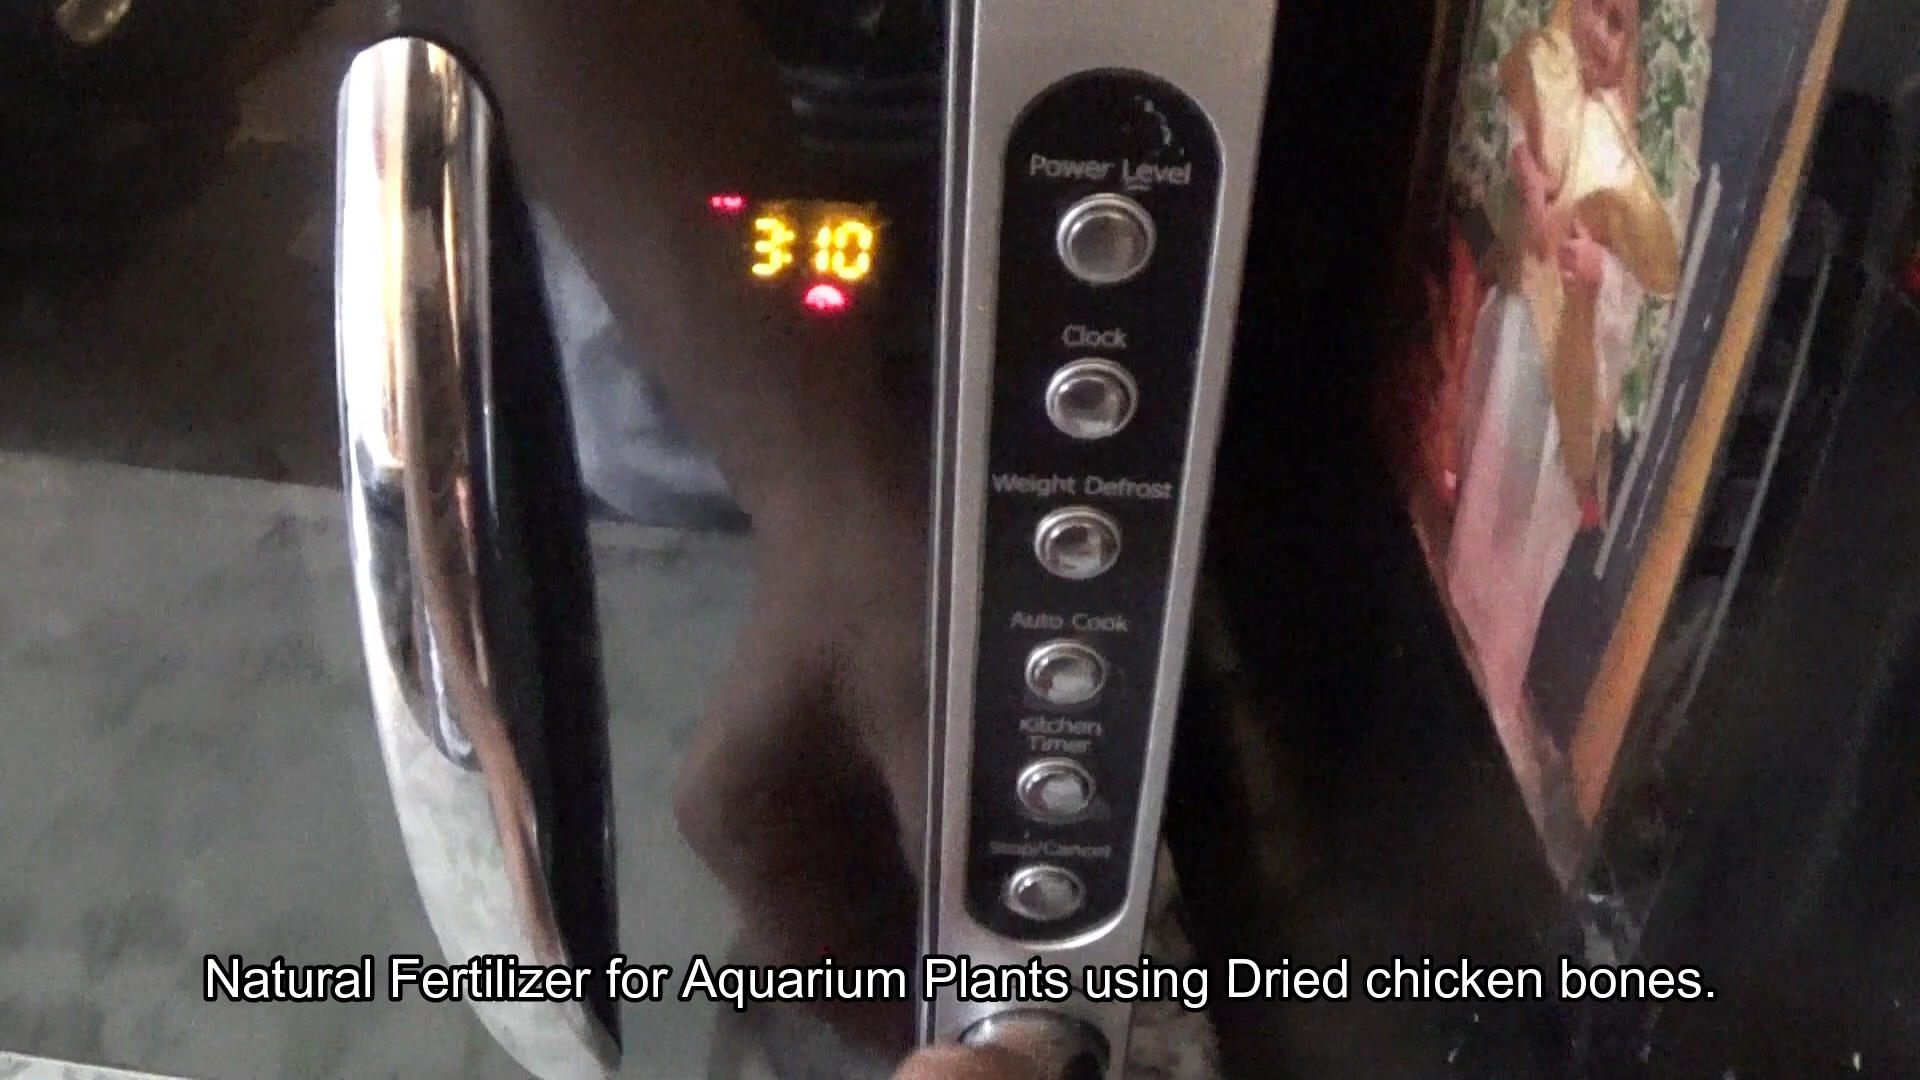 3:10
Power Level
Clock
Weight Defrost
Auto Cook
Kitchen
Timer
Stop/Cancel
Natural Fertilizer for Aquarium Plants using Dried chicken bones.